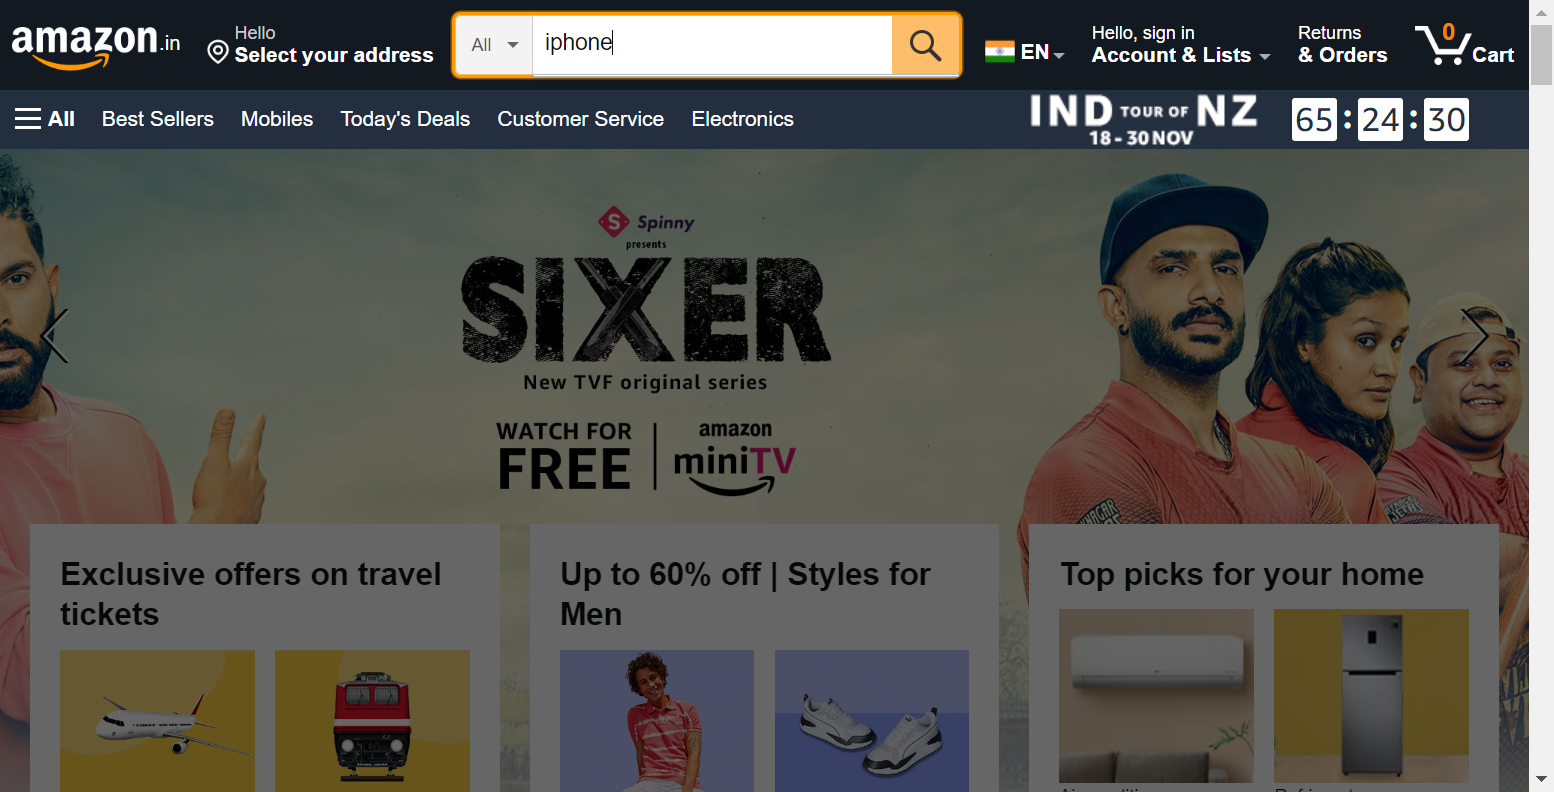 amazon.in
Hello
Select your address
All
iphone
EN
Hello, sign in
Account & Lists
Returns
& Orders
0
Cart
All
Best Sellers
Mobiles
Today's Deals
Customer Service
Electronics
IND TOUR OF NZ
18 - 30 NOV
65 : 24 : 30
S Spinny
presents
SIXER
New TVF original series
WATCH FOR
FREE
amazon
miniTV
Exclusive offers on travel
tickets
Up to 60% off | Styles for
Men
Top picks for your home